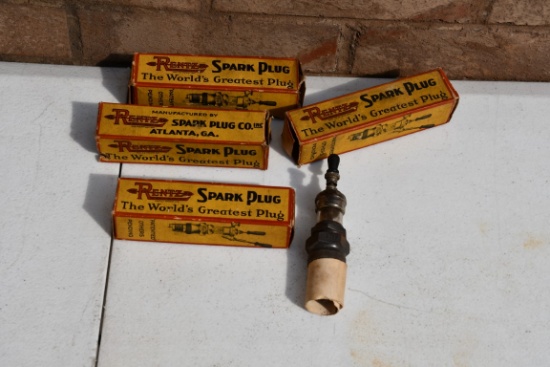 RENTZ SPARK PLUG
The World's Greatest Plug
RENTZ SPARK PLUG
The World's Greatest Plug
MANUFACTURED BY
RENTZ SPARK PLUG CO. INC.
ATLANTA, GA.
The World's Greatest Plug
RENTZ SPARK PLUG
The World's Greatest Plug